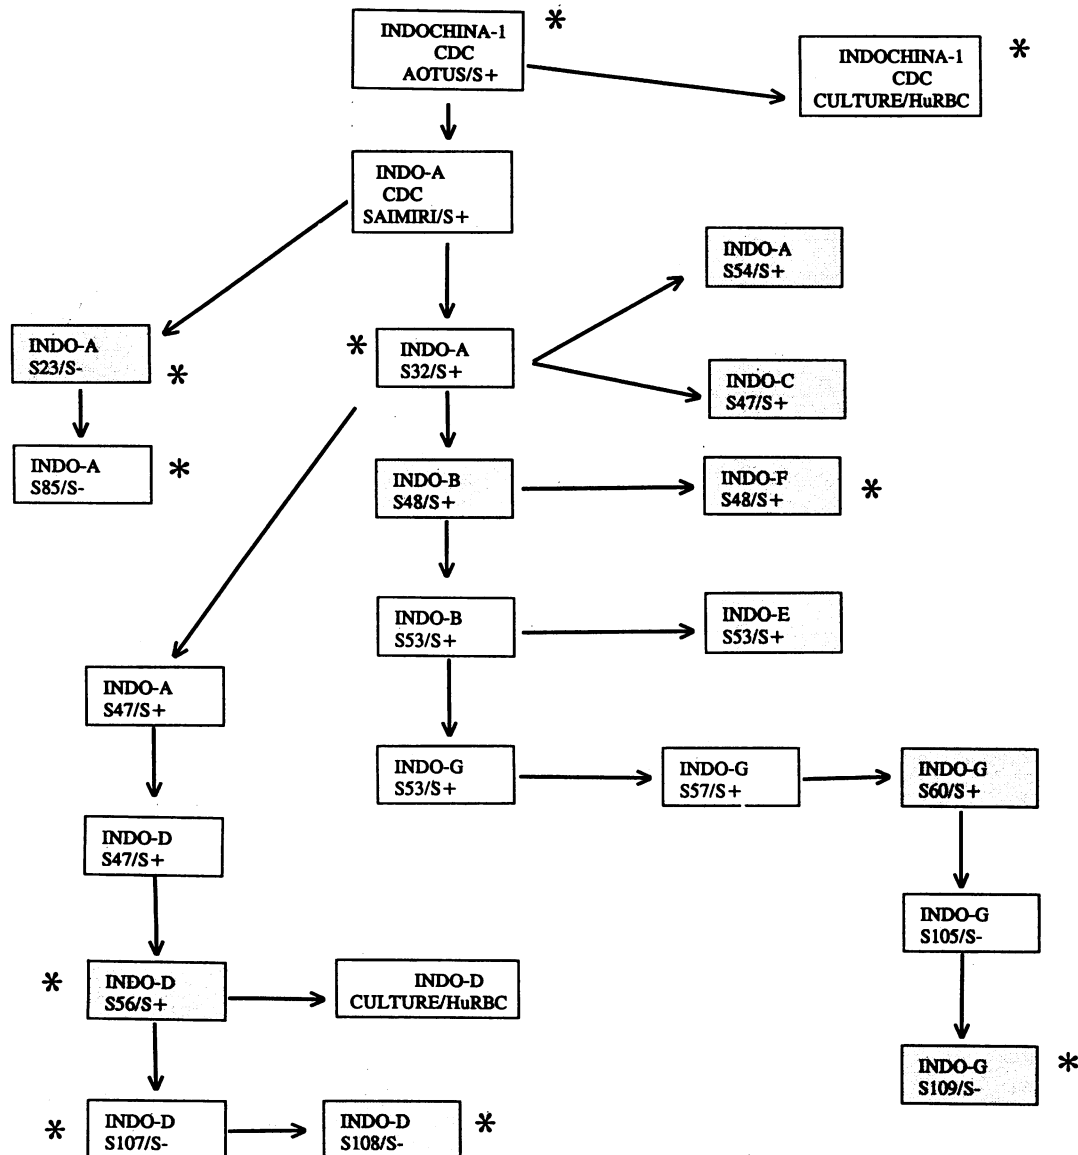 INDOCHINA-1
CDC
AOTUS/S+
*
INDOCHINA-1
CDC
CULTURE/HuRBC
*
INDO-A
CDC
SAIMIRI/S+
INDO-A
S54/S+
INDO-A
S23/S-
*
*
INDO-A
S32/S+
INDO-C
S47/S+
INDO-A
S85/S-
*
INDO-B
S48/S+
INDO-F
S48/S+
*
INDO-B
S53/S+
INDO-E
S53/S+
INDO-A
S47/S+
INDO-G
S53/S+
INDO-G
S57/S+
INDO-G
S60/S+
INDO-D
S47/S+
INDO-G
S105/S-
*
INDO-D
S56/S+
INDO-D
CULTURE/HuRBC
INDO-G
S109/S-
*
*
INDO-D
S107/S-
INDO-D
S108/S-
*